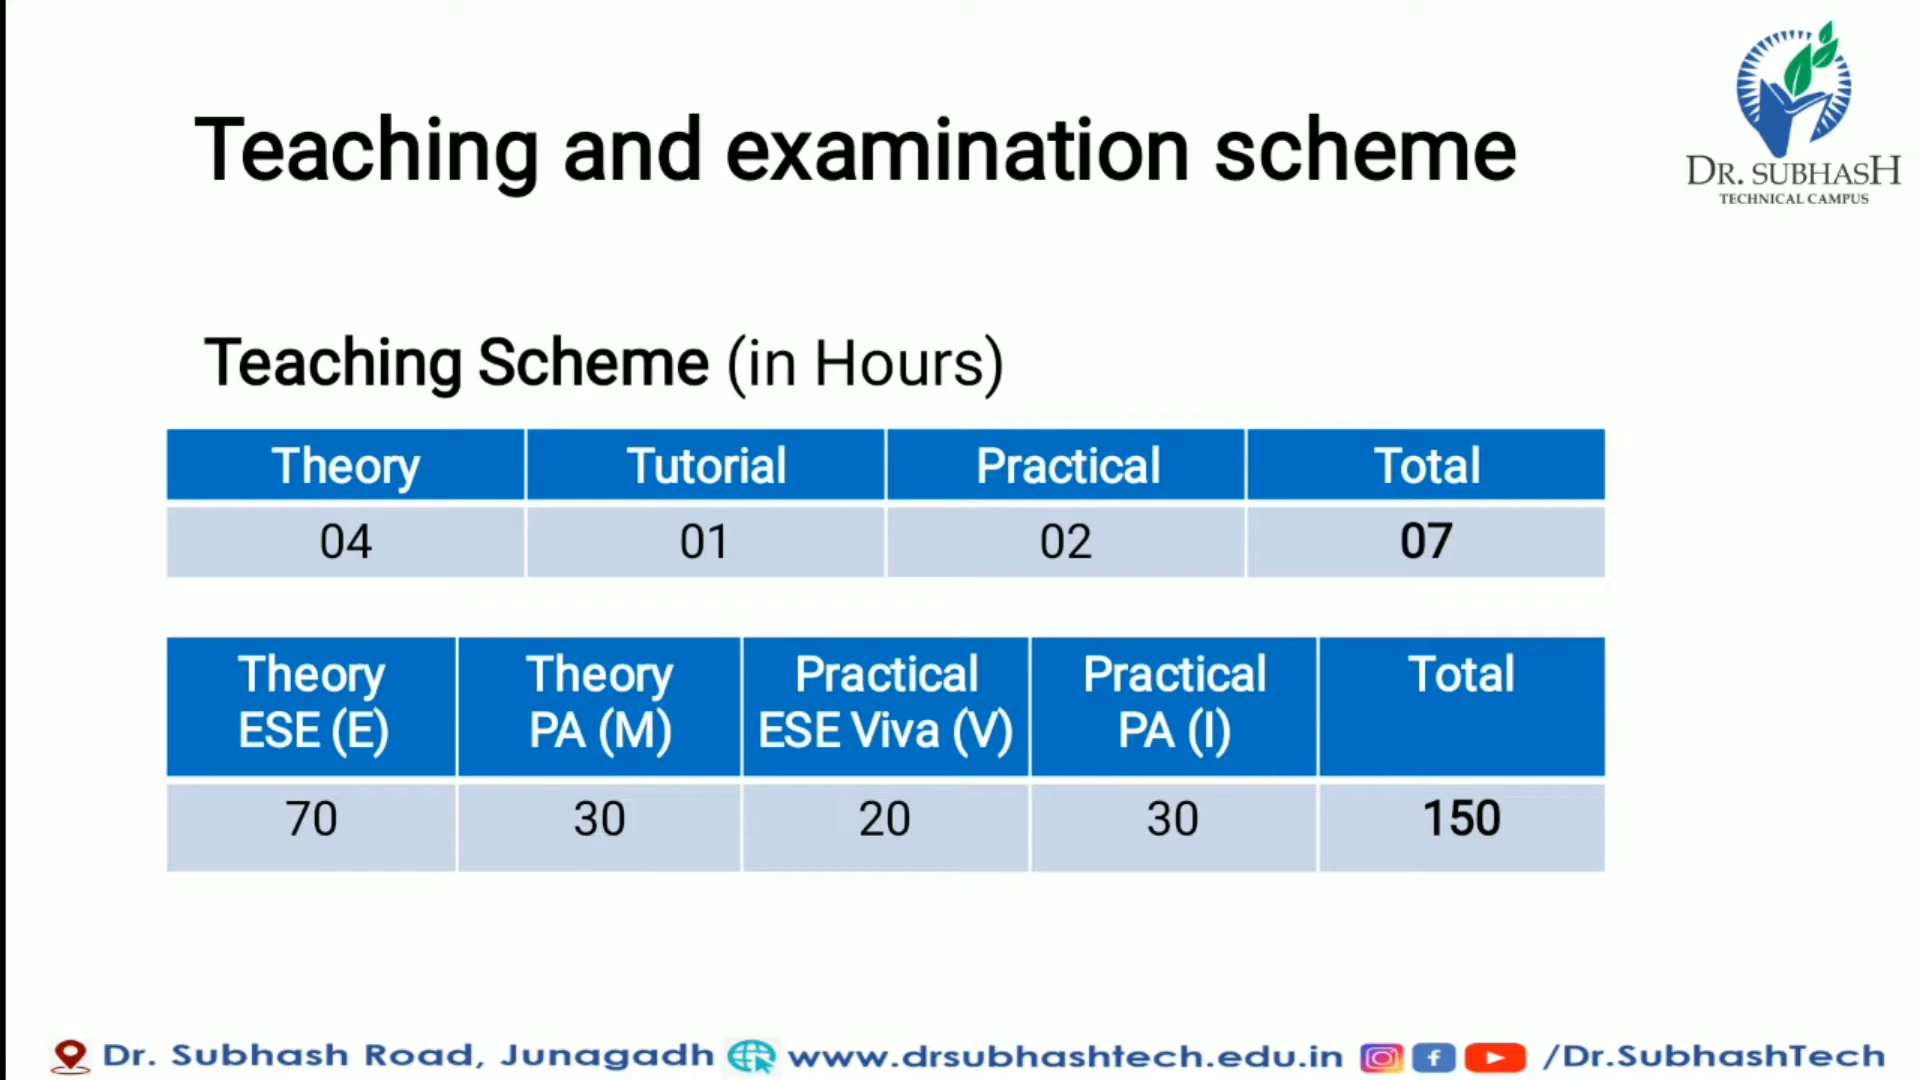 DR. SUBHASH
TECHNICAL CAMPUS
Teaching and examination scheme
Teaching Scheme (in Hours)
Theory Tutorial Practical Total
04 01 02 07
Theory Theory Practical Practical Total
ESE (E) PA (M) ESE Viva (V) PA (I)
70 30 20 30 150
Dr. Subhash Road, Junagadh www.drsubhashtech.edu.in /Dr.SubhashTech